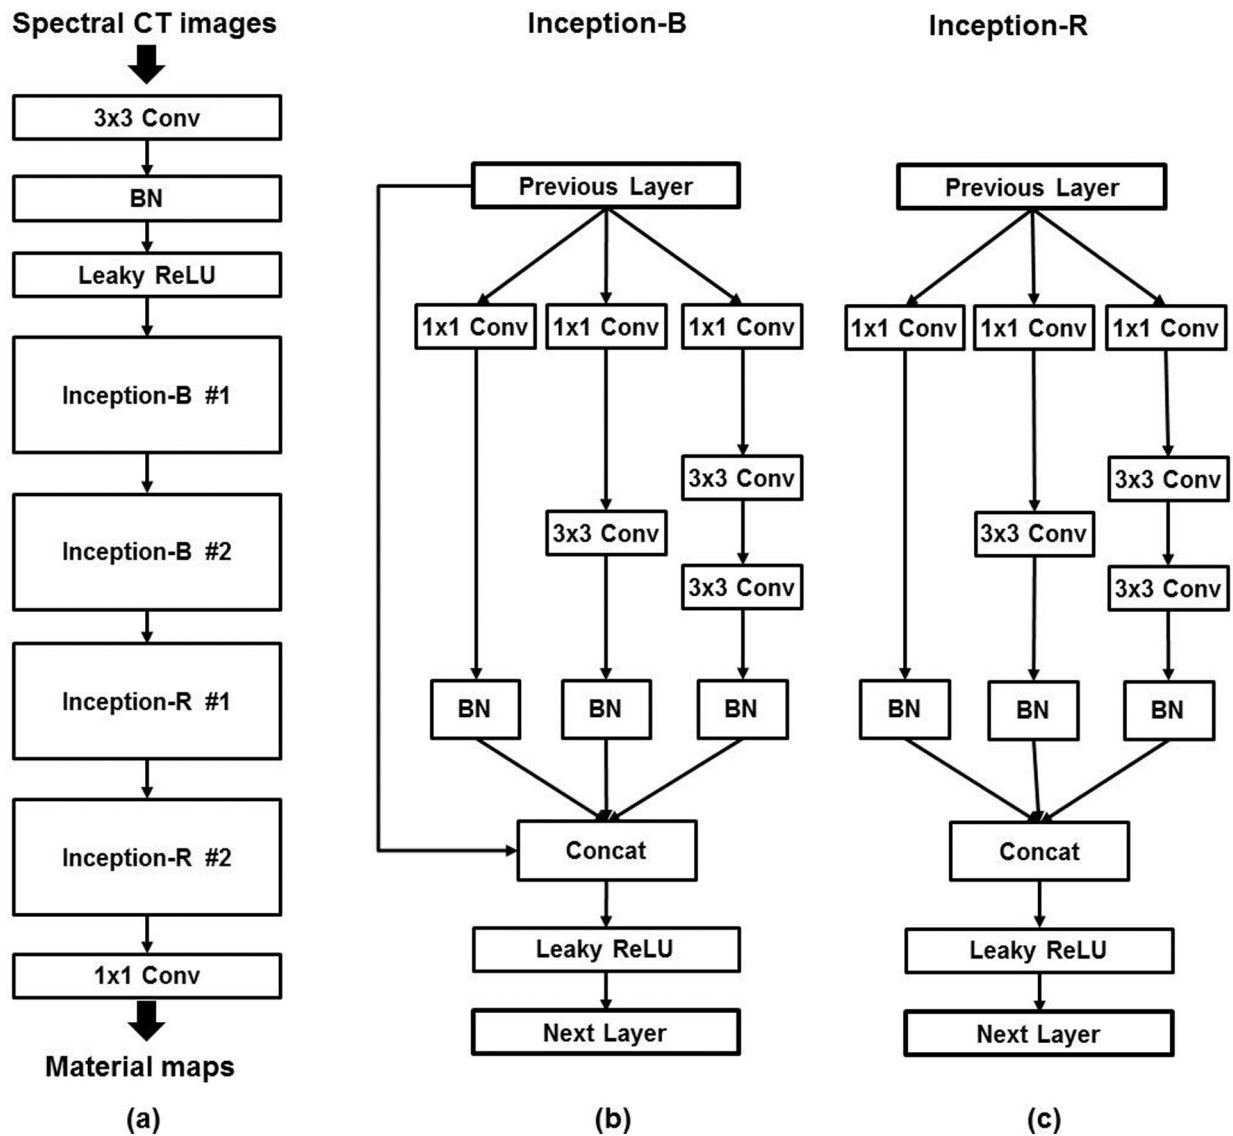 Spectral CT images
3x3 Conv
BN
Leaky ReLU
Inception-B #1
Inception-B #2
Inception-R #1
Inception-R #2
1x1 Conv
Material maps
(a)
Inception-B
Previous Layer
1x1 Conv
1x1 Conv
1x1 Conv
3x3 Conv
3x3 Conv
3x3 Conv
BN
BN
BN
Concat
Leaky ReLU
Next Layer
(b)
Inception-R
Previous Layer
1x1 Conv
1x1 Conv
1x1 Conv
3x3 Conv
3x3 Conv
3x3 Conv
BN
BN
BN
Concat
Leaky ReLU
Next Layer
(c)